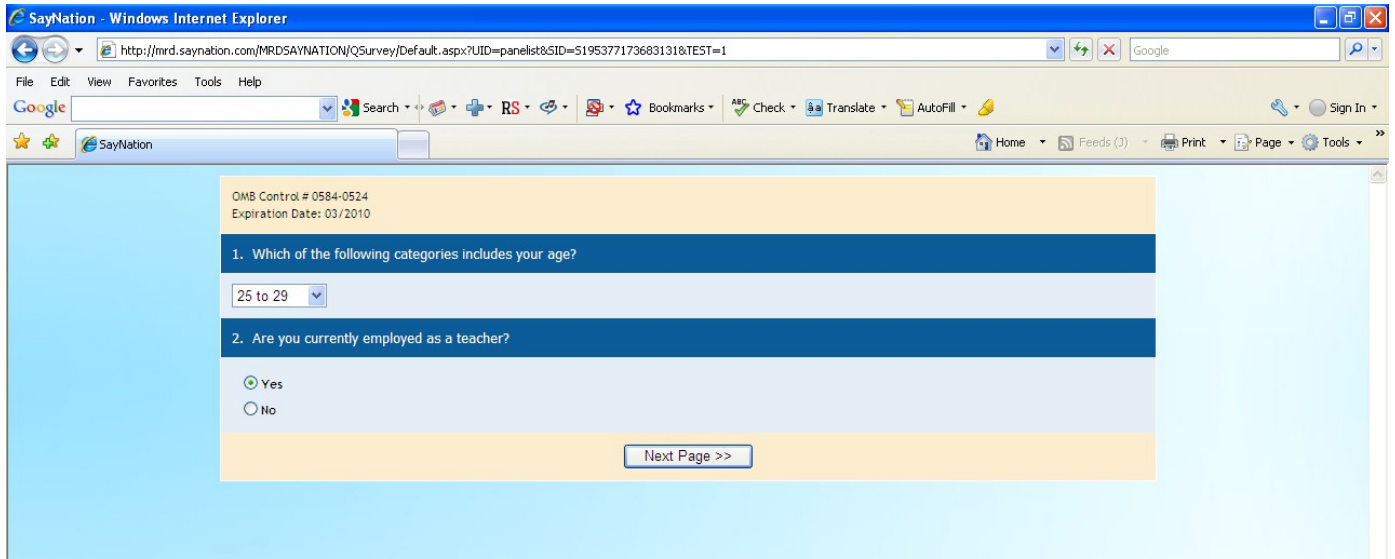 SayNation - Windows Internet Explorer
http://mrd.saynation.com/MRDSAYNATION/QSurvey/Default.aspx?UID=panelist&SID=S195377173683131&TEST=1
Google
File Edit View Favorites Tools Help
Google Search RS Bookmarks ABC Check aa Translate AutoFill Sign In
SayNation Home Feeds (J) Print Page Tools »
OMB Control # 0584-0524
Expiration Date: 03/2010
1. Which of the following categories includes your age?
25 to 29
2. Are you currently employed as a teacher?
Yes
No
Next Page >>